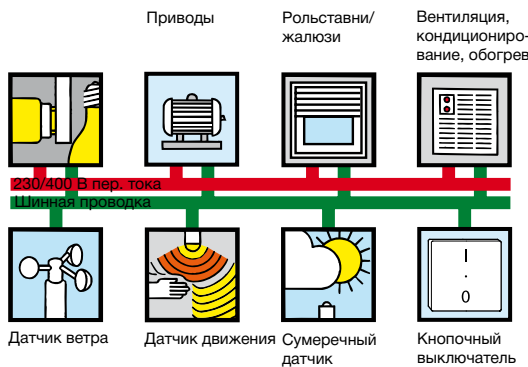 Приводы
Рольставни/
жалюзи
Вентиляция,
кондициониро-
вание, обогрев
230/400 В пер. тока
Шинная проводка
Датчик ветра
Датчик движения
Сумеречный
датчик
Кнопочный
выключатель
I
0